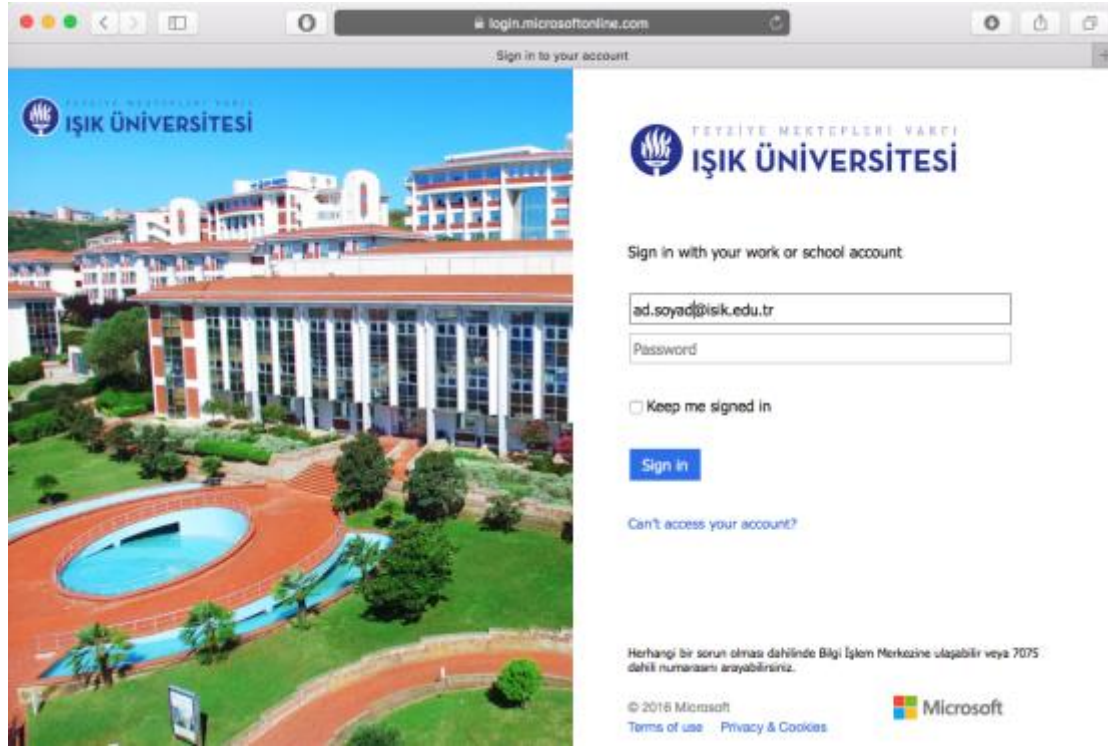 login.microsoftonline.com
Sign in to your account
IŞIK ÜNİVERSİTESİ
FEYZİYE MEKTEPLERİ VAKFI
IŞIK ÜNİVERSİTESİ
Sign in with your work or school account
ad.soyad@isik.edu.tr
Password
Keep me signed in
Sign in
Can't access your account?
Herhangi bir sorun olması dahilinde Bilgi İşlem Merkezine ulaşabilir veya 7075
dahili numarasını arayabilirsiniz.
© 2016 Microsoft
Microsoft
Terms of use Privacy & Cookies